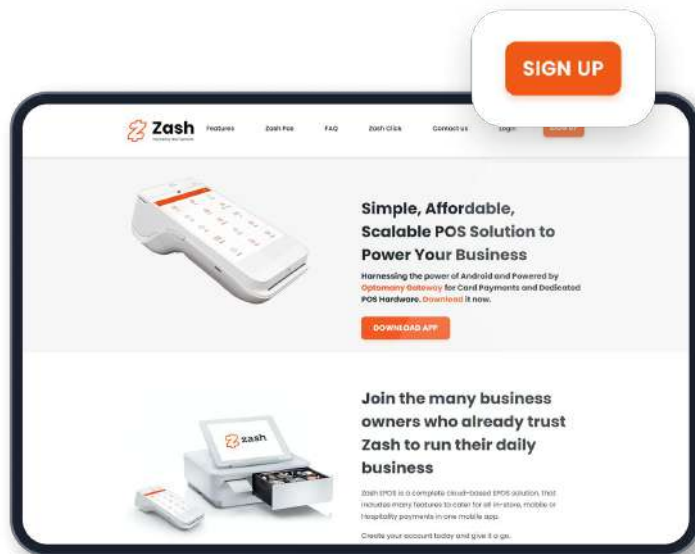 SIGN UP
Zash
Features
Zash Pos
FAQ
Zash Click
Contact us
Login
SIGN UP
Simple, Affordable,
Scalable POS Solution to
Power Your Business
Harnessing the power of Android and Powered by
Optomany Gateway for Card Payments and Dedicated
POS Hardware. Download it now.
DOWNLOAD APP
zash
Join the many business
owners who already trust
Zash to run their daily
business
Zash EPOS is a complete cloud-based EPOS solution, that
includes many features to cater for all in-store, mobile or
Hospitality payments in one mobile app.
Create your account today and give it a go.